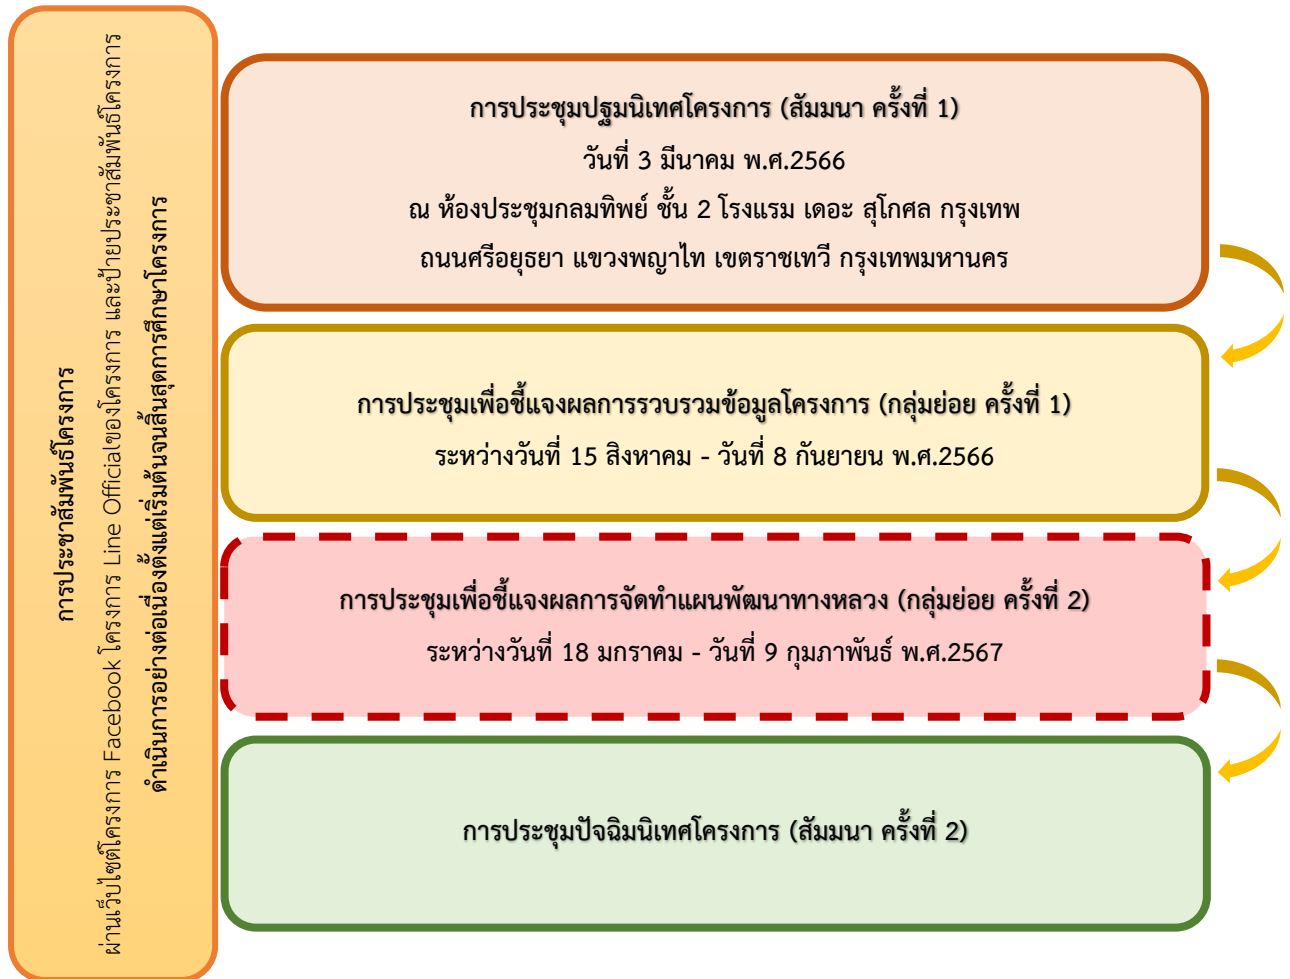 การประชาสัมพันธ์โครงการ
ผ่านเว็บไซต์โครงการ Facebook โครงการ Line Officialของโครงการ และป้ายประชาสัมพันธ์โครงการ
ดำเนินการอย่างต่อเนื่องตั้งแต่เริ่มต้นจนสิ้นสุดการศึกษาโครงการ
การประชุมปฐมนิเทศโครงการ (สัมมนา ครั้งที่ 1)
วันที่ 3 มีนาคม พ.ศ.2566
ณ ห้องประชุมกลมทิพย์ ชั้น 2 โรงแรม เดอะ สุโกศล กรุงเทพ
ถนนศรีอยุธยา แขวงพญาไท เขตราชเทวี กรุงเทพมหานคร
การประชุมเพื่อชี้แจงผลการรวบรวมข้อมูลโครงการ (กลุ่มย่อย ครั้งที่ 1)
ระหว่างวันที่ 15 สิงหาคม - วันที่ 8 กันยายน พ.ศ.2566
การประชุมเพื่อชี้แจงผลการจัดทำแผนพัฒนาทางหลวง (กลุ่มย่อย ครั้งที่ 2)
ระหว่างวันที่ 18 มกราคม - วันที่ 9 กุมภาพันธ์ พ.ศ.2567
การประชุมปัจฉิมนิเทศโครงการ (สัมมนา ครั้งที่ 2)